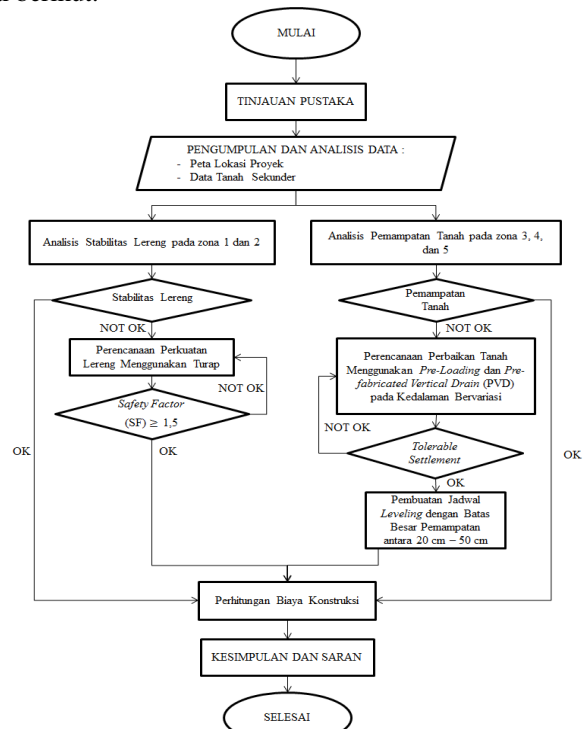 MULAI
TINJAUAN PUSTAKA
PENGUMPULAN DAN ANALISIS DATA :
- Peta Lokasi Proyek
- Data Tanah Sekunder
Analisis Stabilitas Lereng pada zona 1 dan 2
Analisis Pemampatan Tanah pada zona 3, 4,
dan 5
Stabilitas Lereng
Pemampatan
Tanah
NOT OK
NOT OK
Perencanaan Perkuatan
Lereng Menggunakan Turap
Perencanaan Perbaikan Tanah
Menggunakan Pre-Loading dan Pre-
fabricated Vertical Drain (PVD)
pada Kedalaman Bervariasi
NOT OK
Safety Factor
(SF) ≥ 1,5
NOT OK
Tolerable
Settlement
OK
OK
OK
OK
Pembuatan Jadwal
Leveling dengan Batas
Besar Pemampatan
antara 20 cm – 50 cm
Perhitungan Biaya Konstruksi
KESIMPULAN DAN SARAN
SELESAI